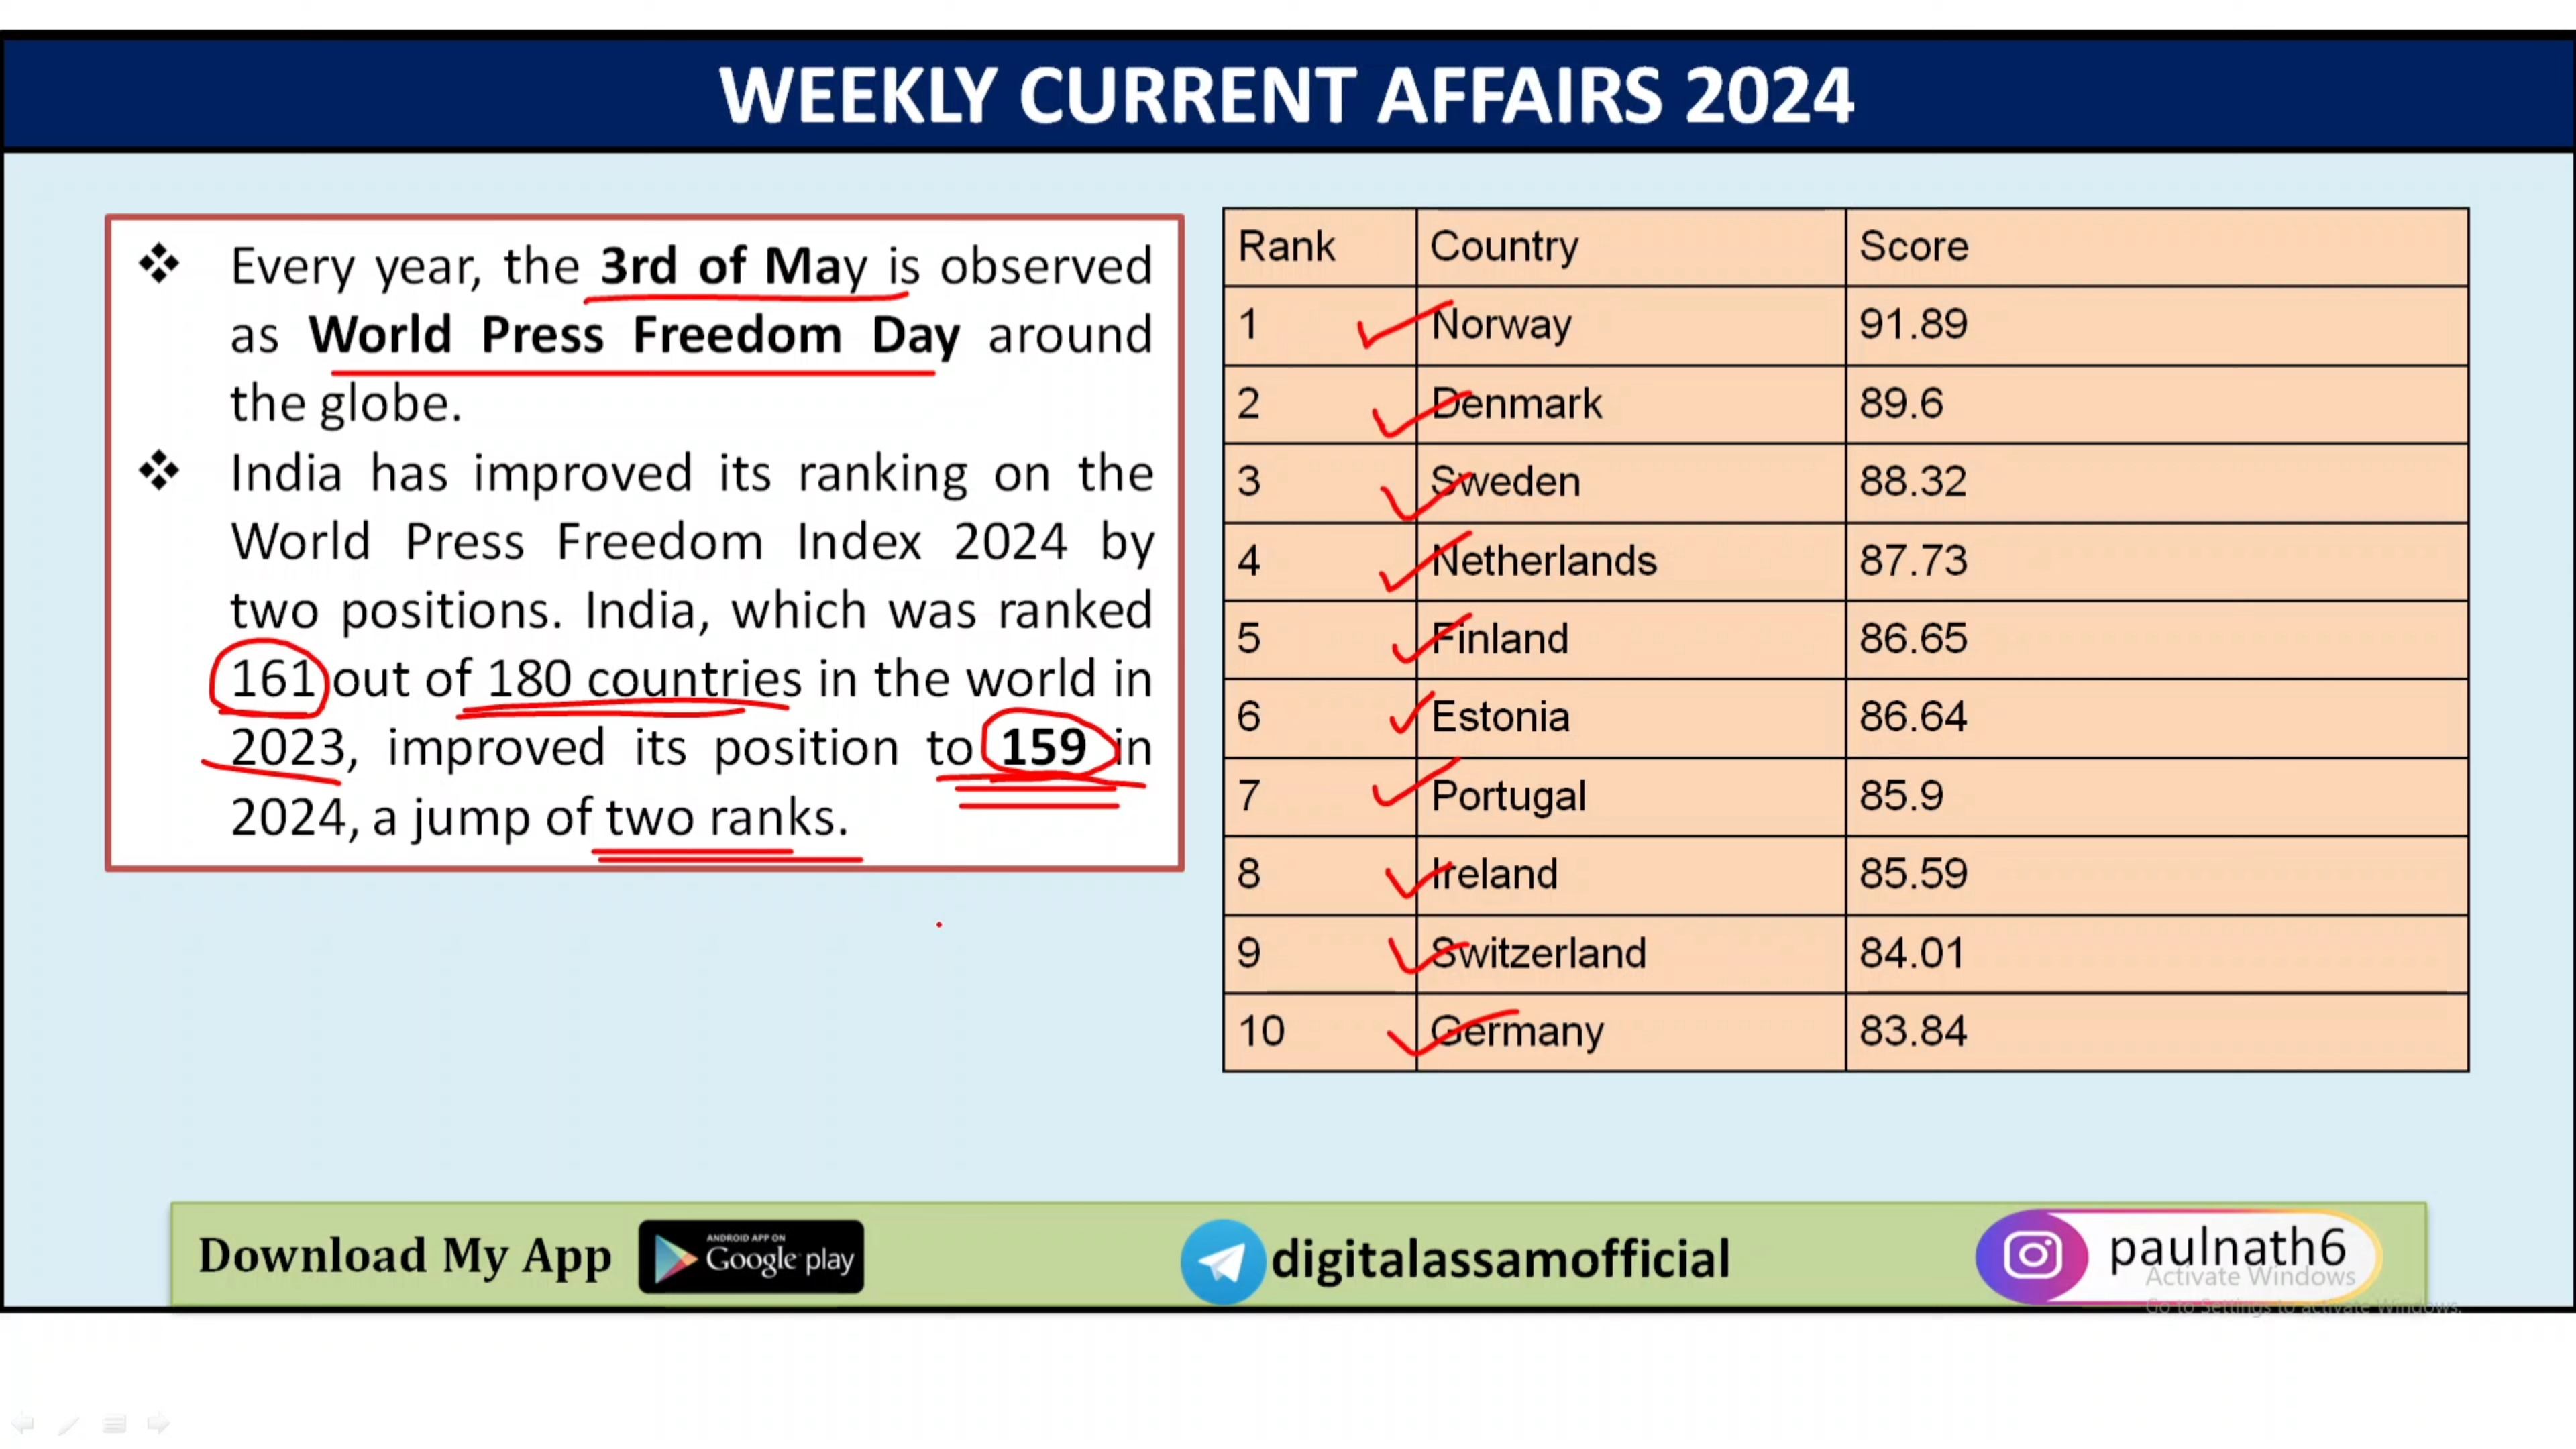 WEEKLY CURRENT AFFAIRS 2024
❖ Every year, the 3rd of May is observed
as World Press Freedom Day around
the globe.
❖ India has improved its ranking on the
World Press Freedom Index 2024 by
two positions. India, which was ranked
161 out of 180 countries in the world in
2023, improved its position to 159 in
2024, a jump of two ranks.
Rank Country Score
1 Norway 91.89
2 Denmark 89.6
3 Sweden 88.32
4 Netherlands 87.73
5 Finland 86.65
6 Estonia 86.64
7 Portugal 85.9
8 Ireland 85.59
9 Switzerland 84.01
10 Germany 83.84
Download My App
ANDROID APP ON
Google play
digitalassamofficial
paulnath6
Activate Windows
Go to Settings to activate Windows.